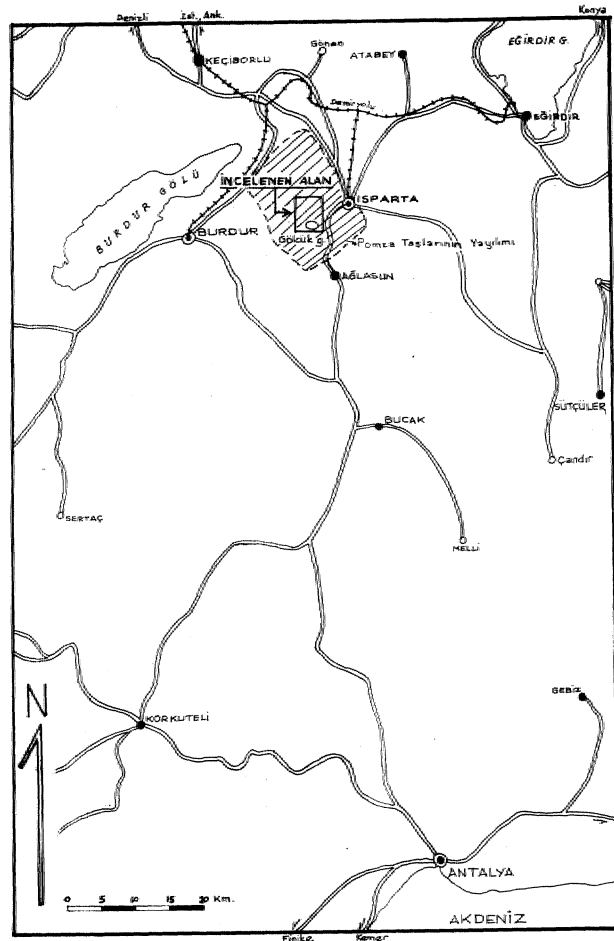 Denizli
İst., Ank.
Konya
KEÇİBORLU
Gönen
ATABEY
EĞİRDİR G.
Demiryolu
EĞİRDİR
BURDUR GÖLÜ
İNCELENEN ALAN
ISPARTA
BURDUR
Gölcük g.
Pomza Taşlarının Yayılımı
AĞLASUN
SÜTÇÜLER
BUCAK
Çandır
SERTAÇ
MELLİ
N
GEBİZ
KORKUTELİ
ANTALYA
0 5 10 15 20 Km.
AKDENİZ
Finike
Kemer